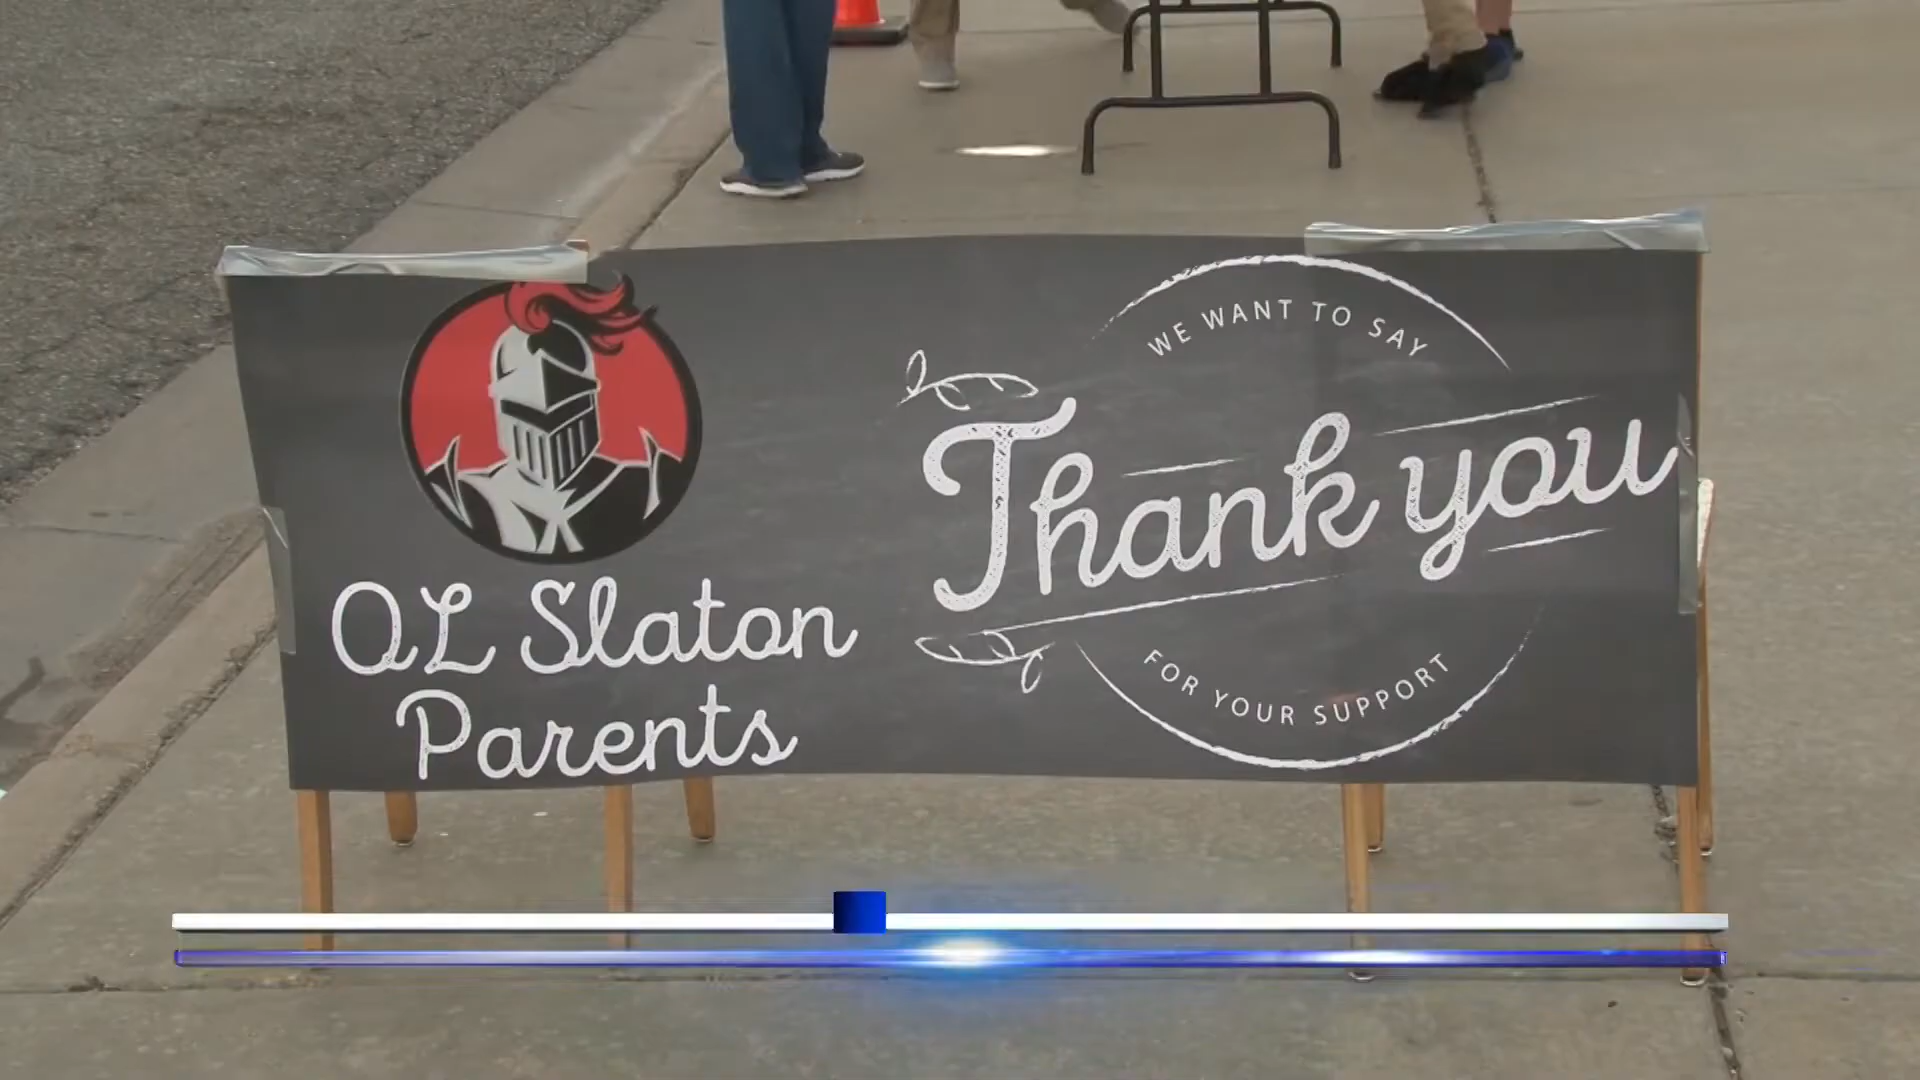 OL Slaton
Parents
WE WANT TO SAY
Thank you
FOR YOUR SUPPORT